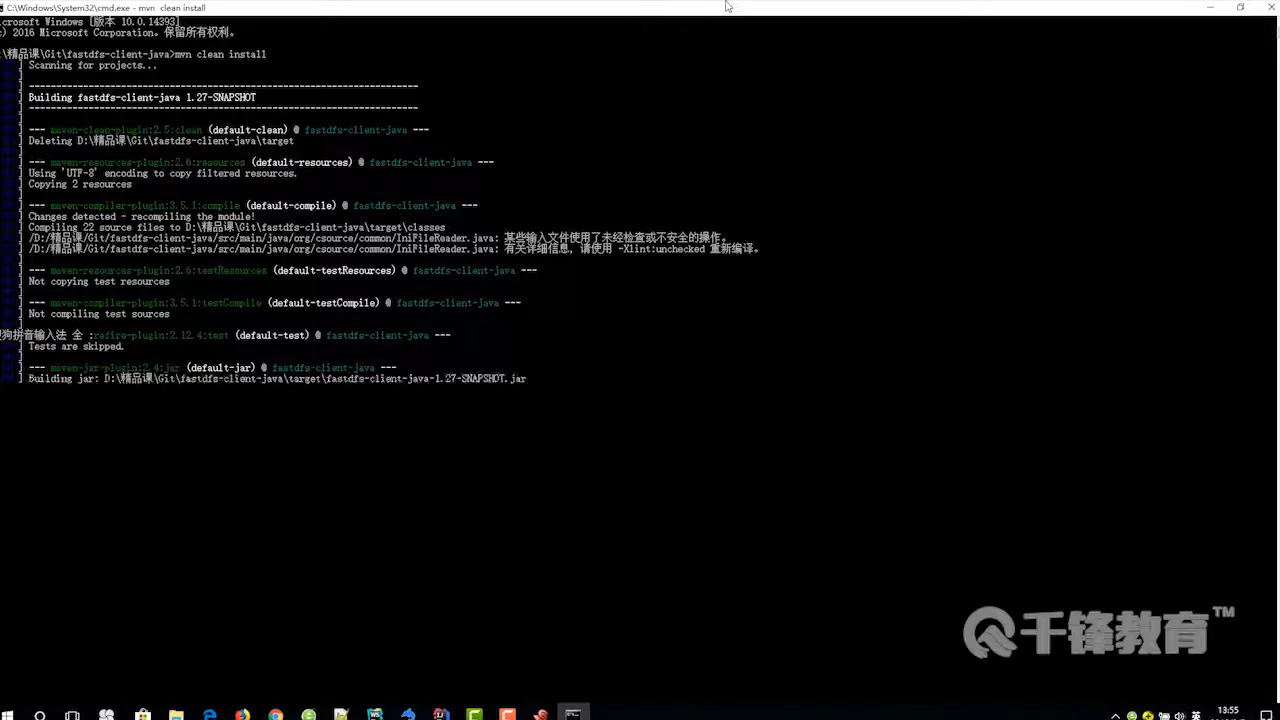 C:\Windows\System32\cmd.exe - mvn clean install
icrosoft Windows [版本 10.0.14393]
c) 2016 Microsoft Corporation。保留所有权利。
:\精品课\Git\fastdfs-client-java>mvn clean install
] Scanning for projects...
]
] ------------------------------------------------------------------------
] Building fastdfs-client-java 1.27-SNAPSHOT
] ------------------------------------------------------------------------
]
] --- maven-clean-plugin:2.5:clean (default-clean) @ fastdfs-client-java ---
] Deleting D:\精品课\Git\fastdfs-client-java\target
]
] --- maven-resources-plugin:2.6:resources (default-resources) @ fastdfs-client-java ---
] Using 'UTF-8' encoding to copy filtered resources.
] Copying 2 resources
]
] --- maven-compiler-plugin:3.5.1:compile (default-compile) @ fastdfs-client-java ---
] Changes detected - recompiling the module!
] Compiling 22 source files to D:\精品课\Git\fastdfs-client-java\target\classes
] /D:/精品课/Git/fastdfs-client-java/src/main/java/org/csource/common/IniFileReader.java: 某些输入文件使用了未经检查或不安全的操作。
] /D:/精品课/Git/fastdfs-client-java/src/main/java/org/csource/common/IniFileReader.java: 有关详细信息, 请使用 -Xlint:unchecked 重新编译。
]
] --- maven-resources-plugin:2.6:testResources (default-testResources) @ fastdfs-client-java ---
] Not copying test resources
]
] --- maven-compiler-plugin:3.5.1:testCompile (default-testCompile) @ fastdfs-client-java ---
] Not compiling test sources
]
狗拼音输入法 全 :refire-plugin:2.12.4:test (default-test) @ fastdfs-client-java ---
] Tests are skipped.
]
] --- maven-jar-plugin:2.4:jar (default-jar) @ fastdfs-client-java ---
] Building jar: D:\精品课\Git\fastdfs-client-java\target\fastdfs-client-java-1.27-SNAPSHOT.jar
千锋教育™
英
13:55